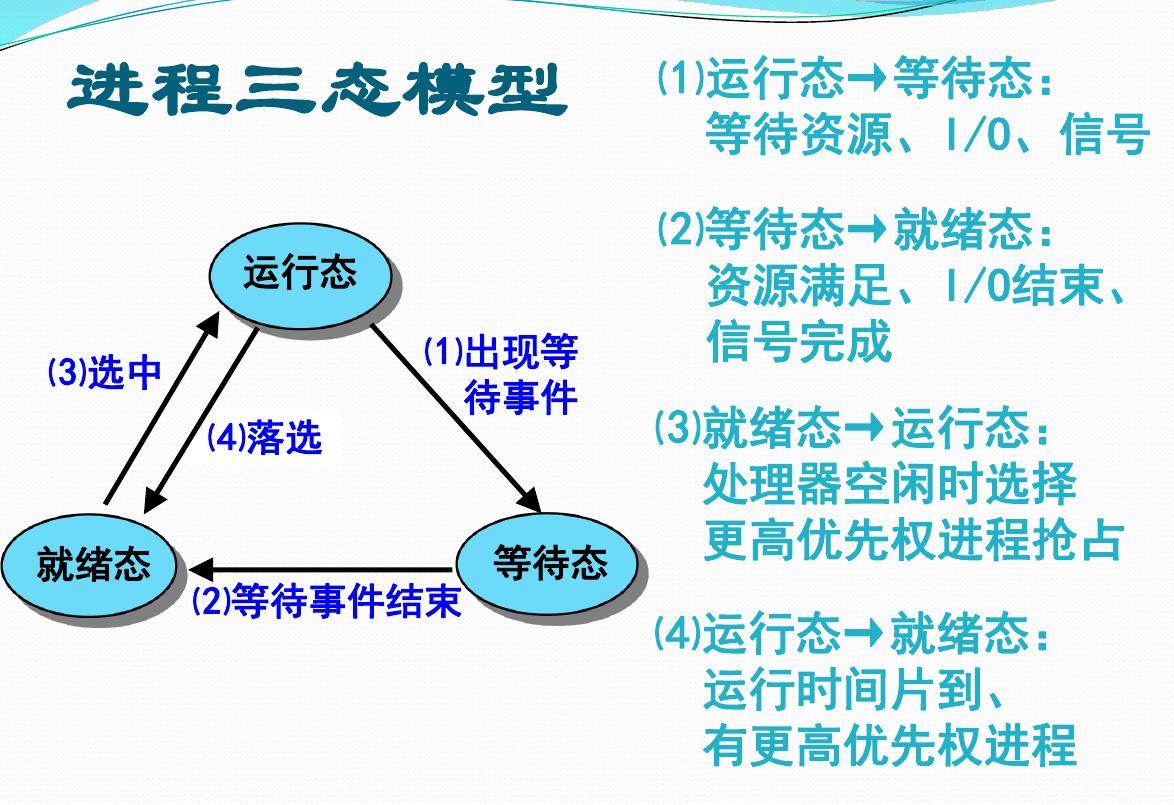 进程三态模型
运行态
⑶选中
⑷落选
⑴出现等
待事件
就绪态
等待态
⑵等待事件结束
⑴运行态→等待态：
等待资源、I/O、信号
⑵等待态→就绪态：
资源满足、I/O结束、
信号完成
⑶就绪态→运行态：
处理器空闲时选择
更高优先权进程抢占
⑷运行态→就绪态：
运行时间片到、
有更高优先权进程